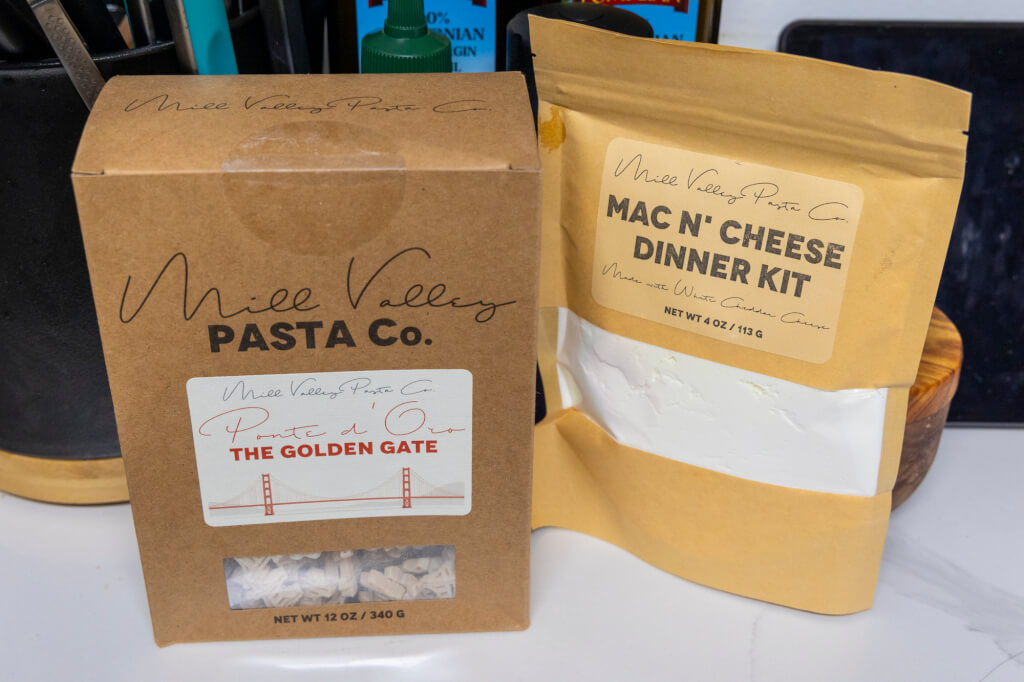 Mill Valley Pasta Co.
Mill Valley
PASTA Co.
Mill Valley Pasta Co.
Ponte d'Oro
THE GOLDEN GATE
NET WT 12 OZ / 340 G
Mill Valley Pasta Co.
MAC N' CHEESE
DINNER KIT
Made with White Cheddar Cheese
NET WT 4 OZ / 113 G